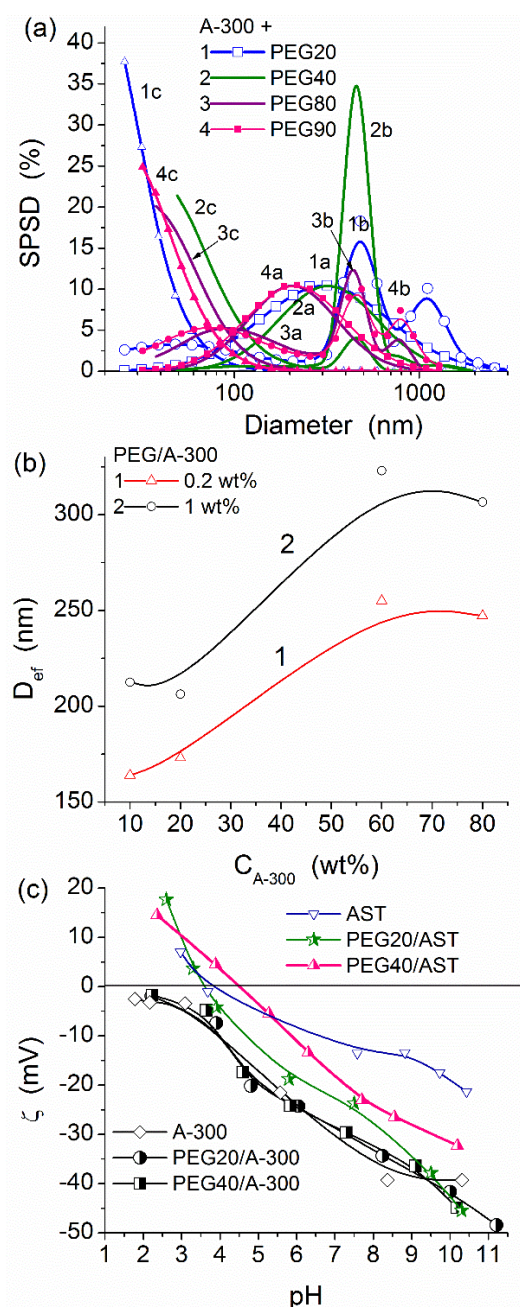 (a)
A-300 +
1 PEG20
2 PEG40
3 PEG80
4 PEG90
40
35
30
25
20
15
10
5
0
SPSD (%)
1c
4c
2c
3c
2b
3b
1b
1a
4a
2a
3a
4b
100
1000
Diameter (nm)
(b)
PEG/A-300
1 0.2 wt%
2 1 wt%
300
250
200
150
D_ef (nm)
2
1
10 20 30 40 50 60 70 80
C_A-300 (wt%)
(c)
20
10
0
-10
-20
-30
-40
-50
ζ (mV)
AST
PEG20/AST
PEG40/AST
A-300
PEG20/A-300
PEG40/A-300
1 2 3 4 5 6 7 8 9 10 11
pH